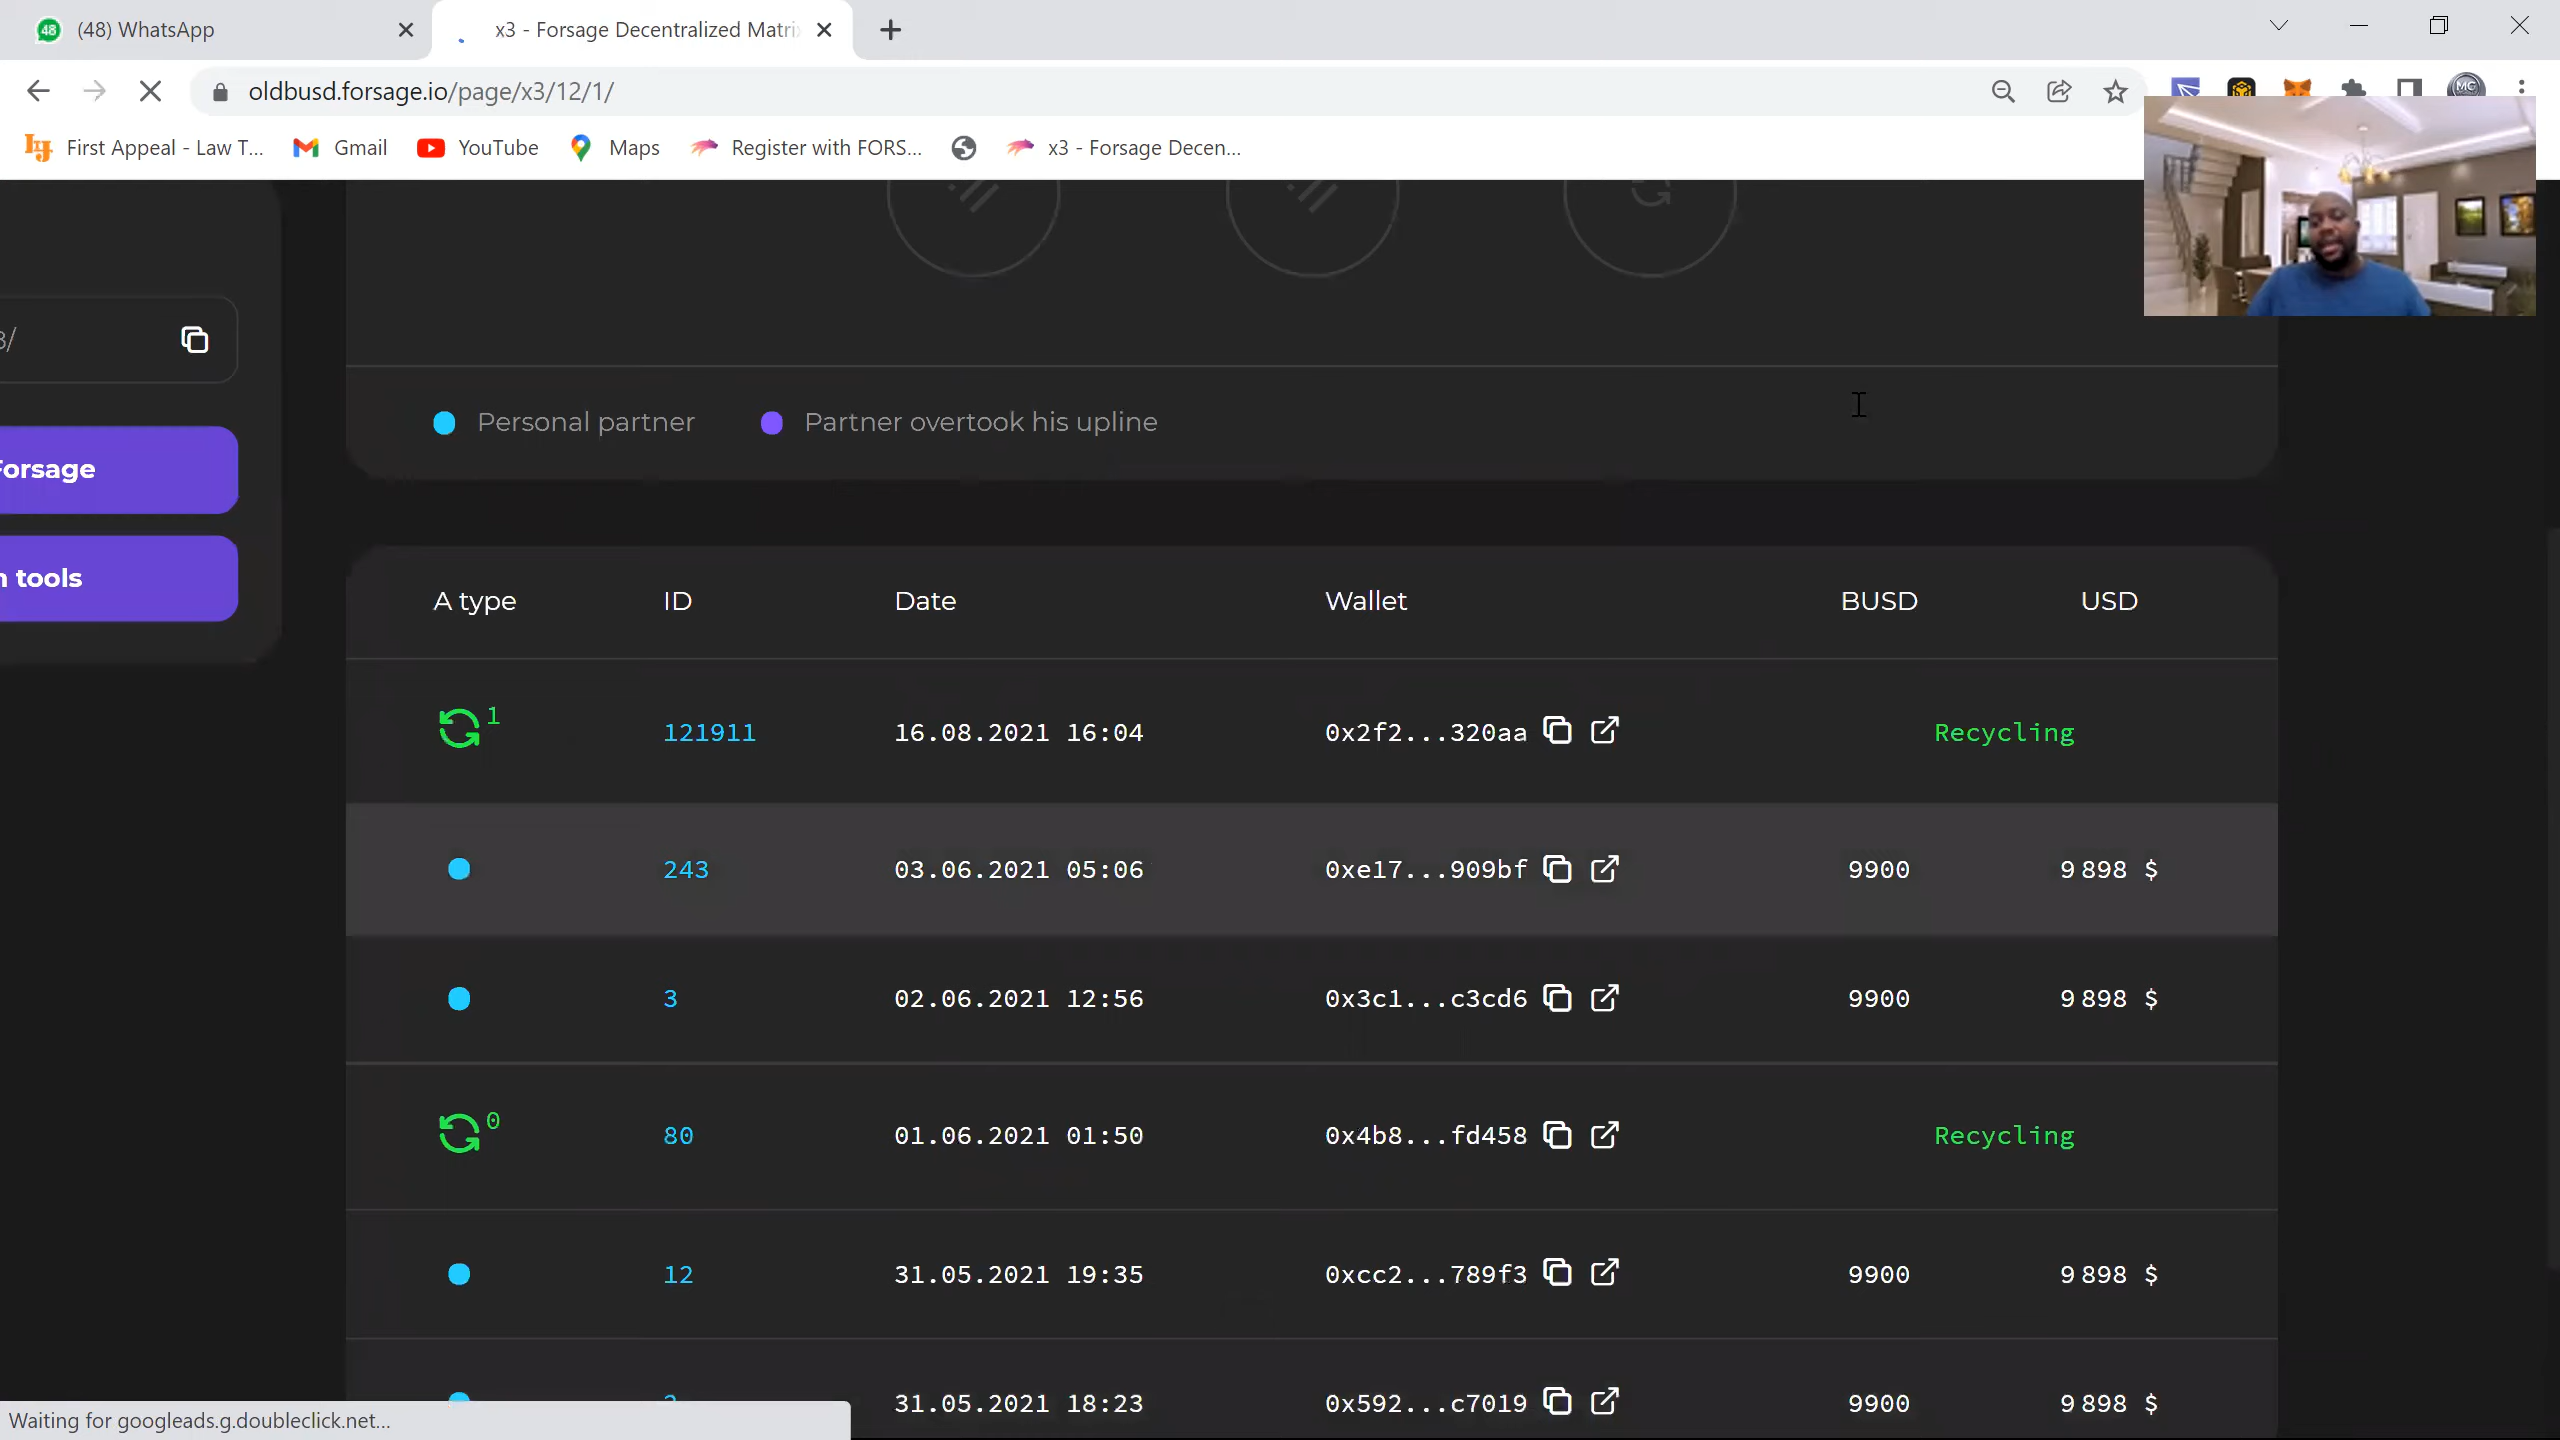 48 (48) WhatsApp
x3 - Forsage Decentralized Matri
oldbusd.forsage.io/page/x3/12/1/
MC
First Appeal - Law T...
Gmail
YouTube
Maps
Register with FORS...
x3 - Forsage Decen...
3/
Forsage
n tools
Personal partner
Partner overtook his upline
A type ID Date Wallet BUSD USD
1 121911 16.08.2021 16:04 0x2f2...320aa Recycling
243 03.06.2021 05:06 0xe17...909bf 9900 9 898 $
3 02.06.2021 12:56 0x3c1...c3cd6 9900 9 898 $
0 80 01.06.2021 01:50 0x4b8...fd458 Recycling
12 31.05.2021 19:35 0xcc2...789f3 9900 9 898 $
31.05.2021 18:23 0x592...c7019 9900 9 898 $
Waiting for googleads.g.doubleclick.net...